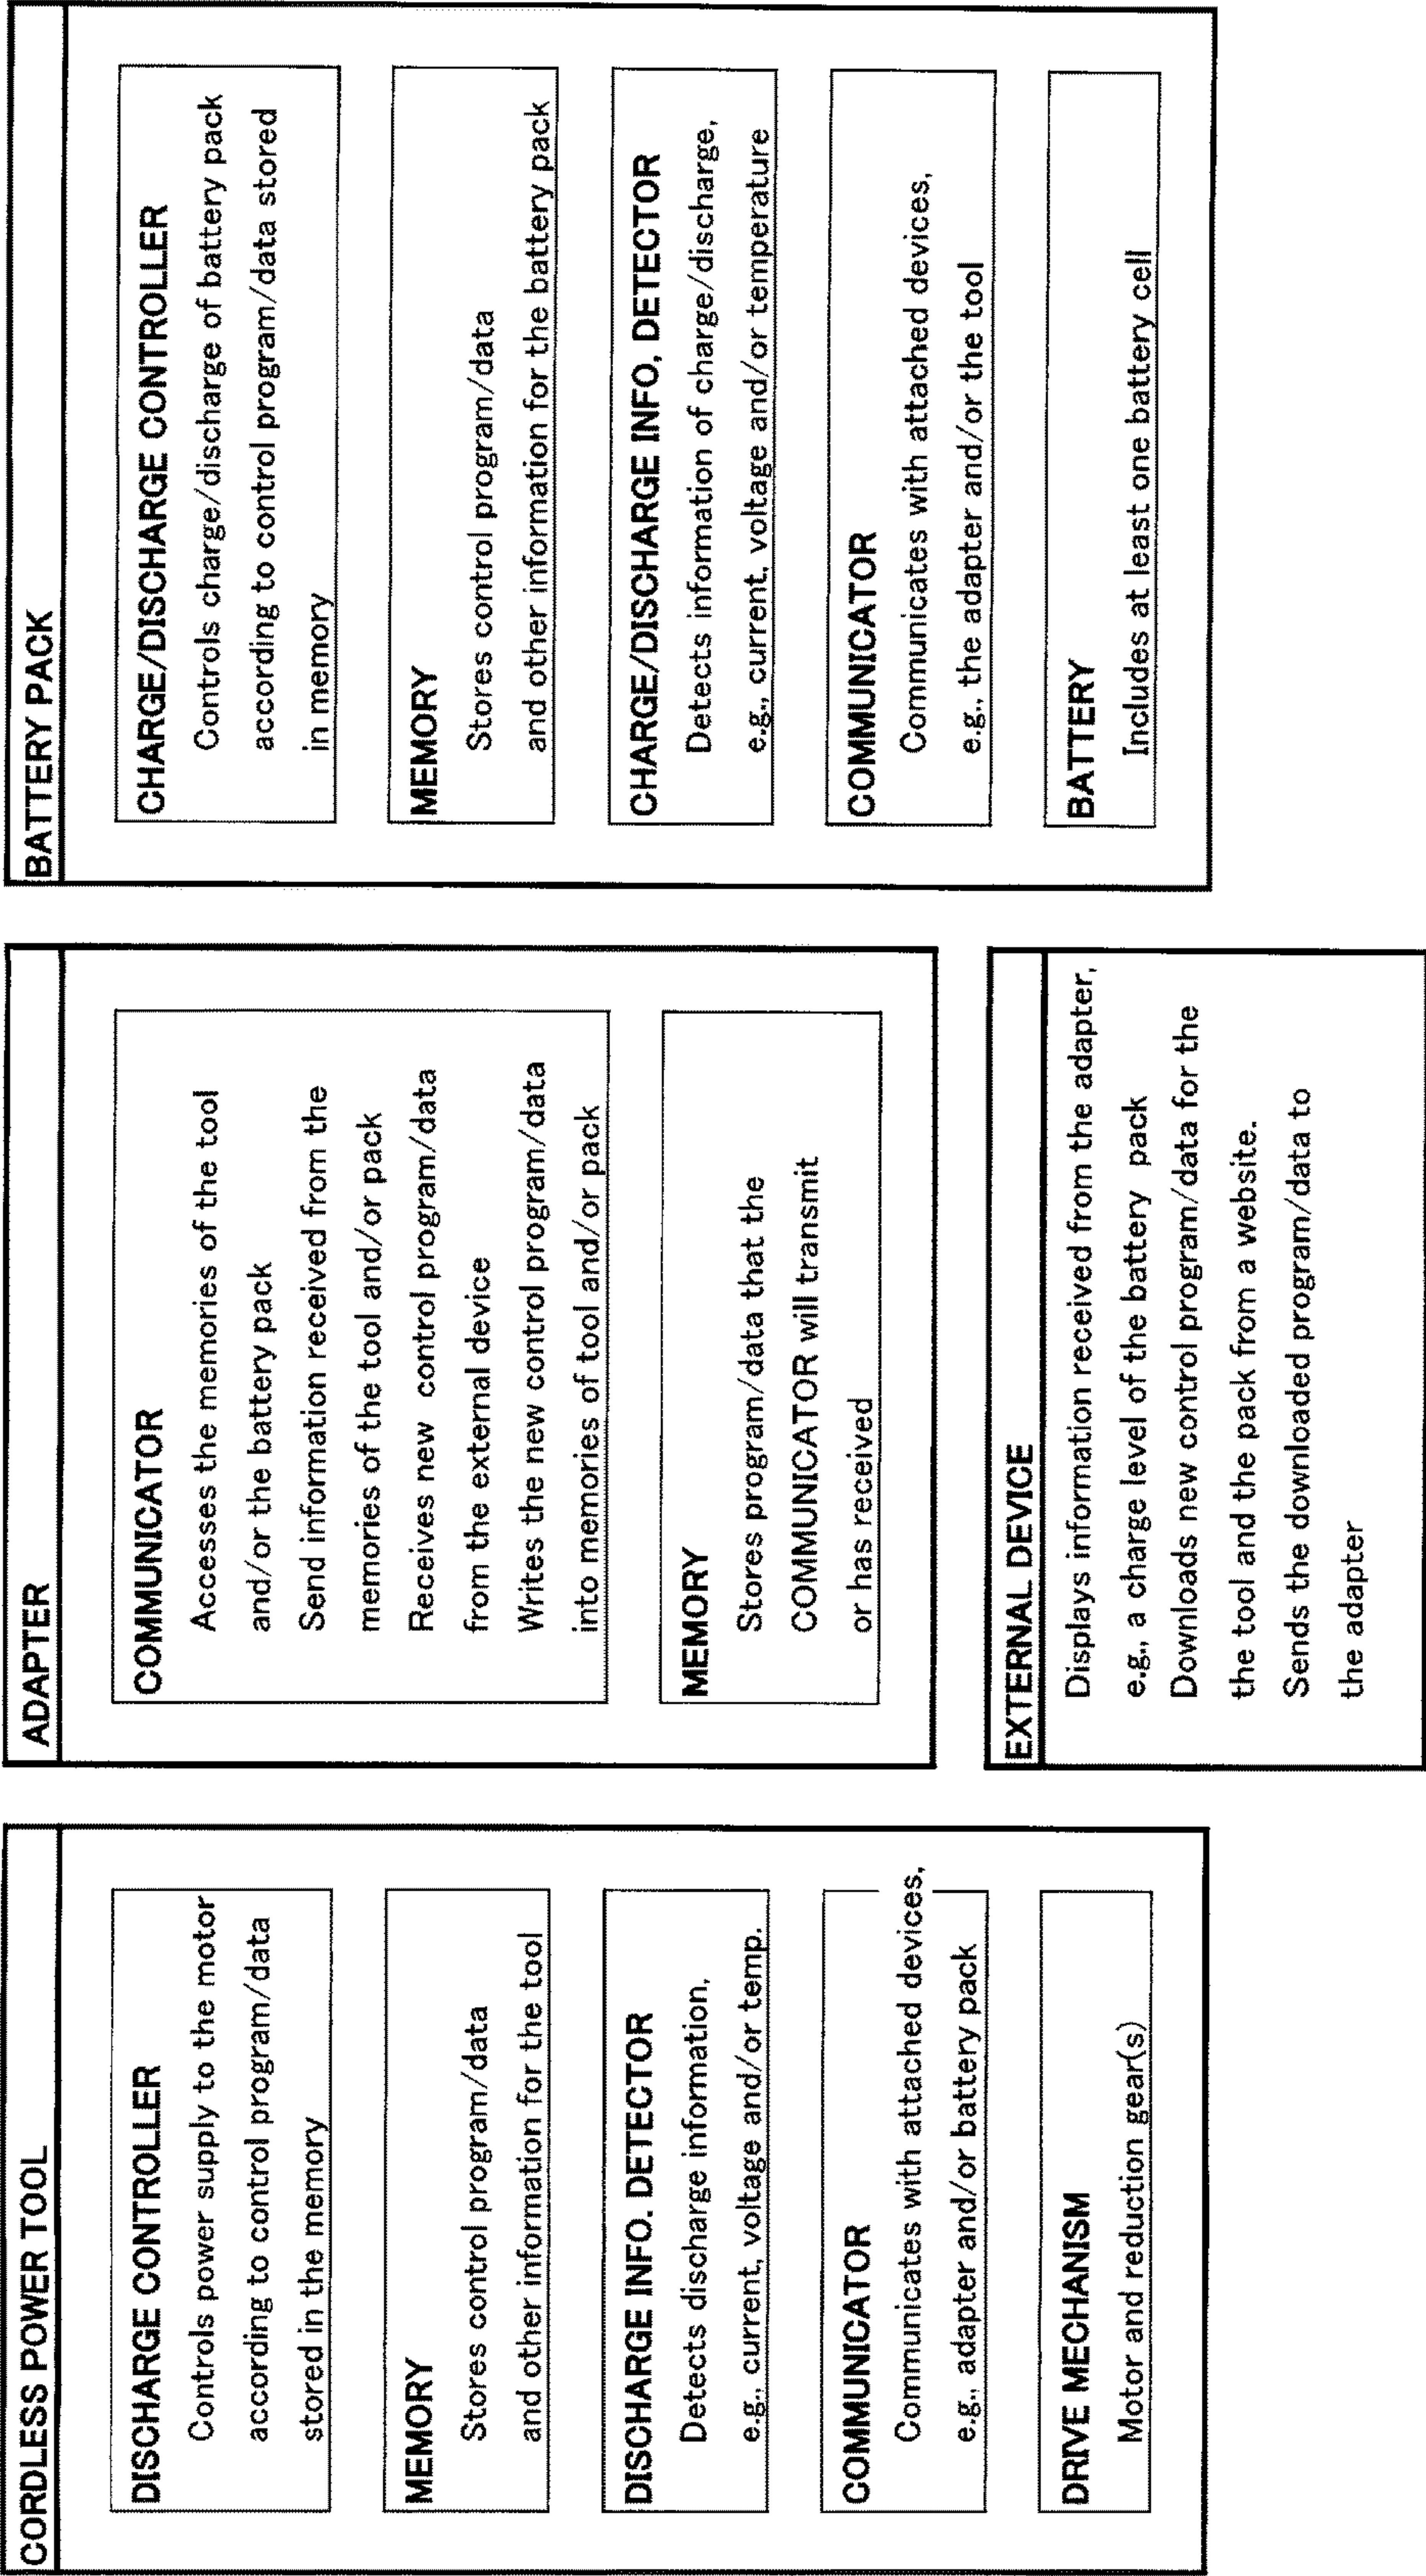 CORDLESS POWER TOOL
DISCHARGE CONTROLLER
Controls power supply to the motor
according to control program/data
stored in the memory
MEMORY
Stores control program/data
and other information for the tool
DISCHARGE INFO. DETECTOR
Detects discharge information,
e.g., current, voltage and/or temp.
COMMUNICATOR
Communicates with attached devices,
e.g., adapter and/or battery pack
DRIVE MECHANISM
Motor and reduction gear(s)
ADAPTER
COMMUNICATOR
Accesses the memories of the tool
and/or the battery pack
Send information received from the
memories of the tool and/or pack
Receives new control program/data
from the external device
Writes the new control program/data
into memories of tool and/or pack
MEMORY
Stores program/data that the
COMMUNICATOR will transmit
or has received
EXTERNAL DEVICE
Displays information received from the adapter,
e.g., a charge level of the battery pack
Downloads new control program/data for the
the tool and the pack from a website.
Sends the downloaded program/data to
the adapter
BATTERY PACK
CHARGE/DISCHARGE CONTROLLER
Controls charge/discharge of battery pack
according to control program/data stored
in memory
MEMORY
Stores control program/data
and other information for the battery pack
CHARGE/DISCHARGE INFO, DETECTOR
Detects information of charge/discharge,
e.g., current, voltage and/or temperature
COMMUNICATOR
Communicates with attached devices,
e.g., the adapter and/or the tool
BATTERY
Includes at least one battery cell